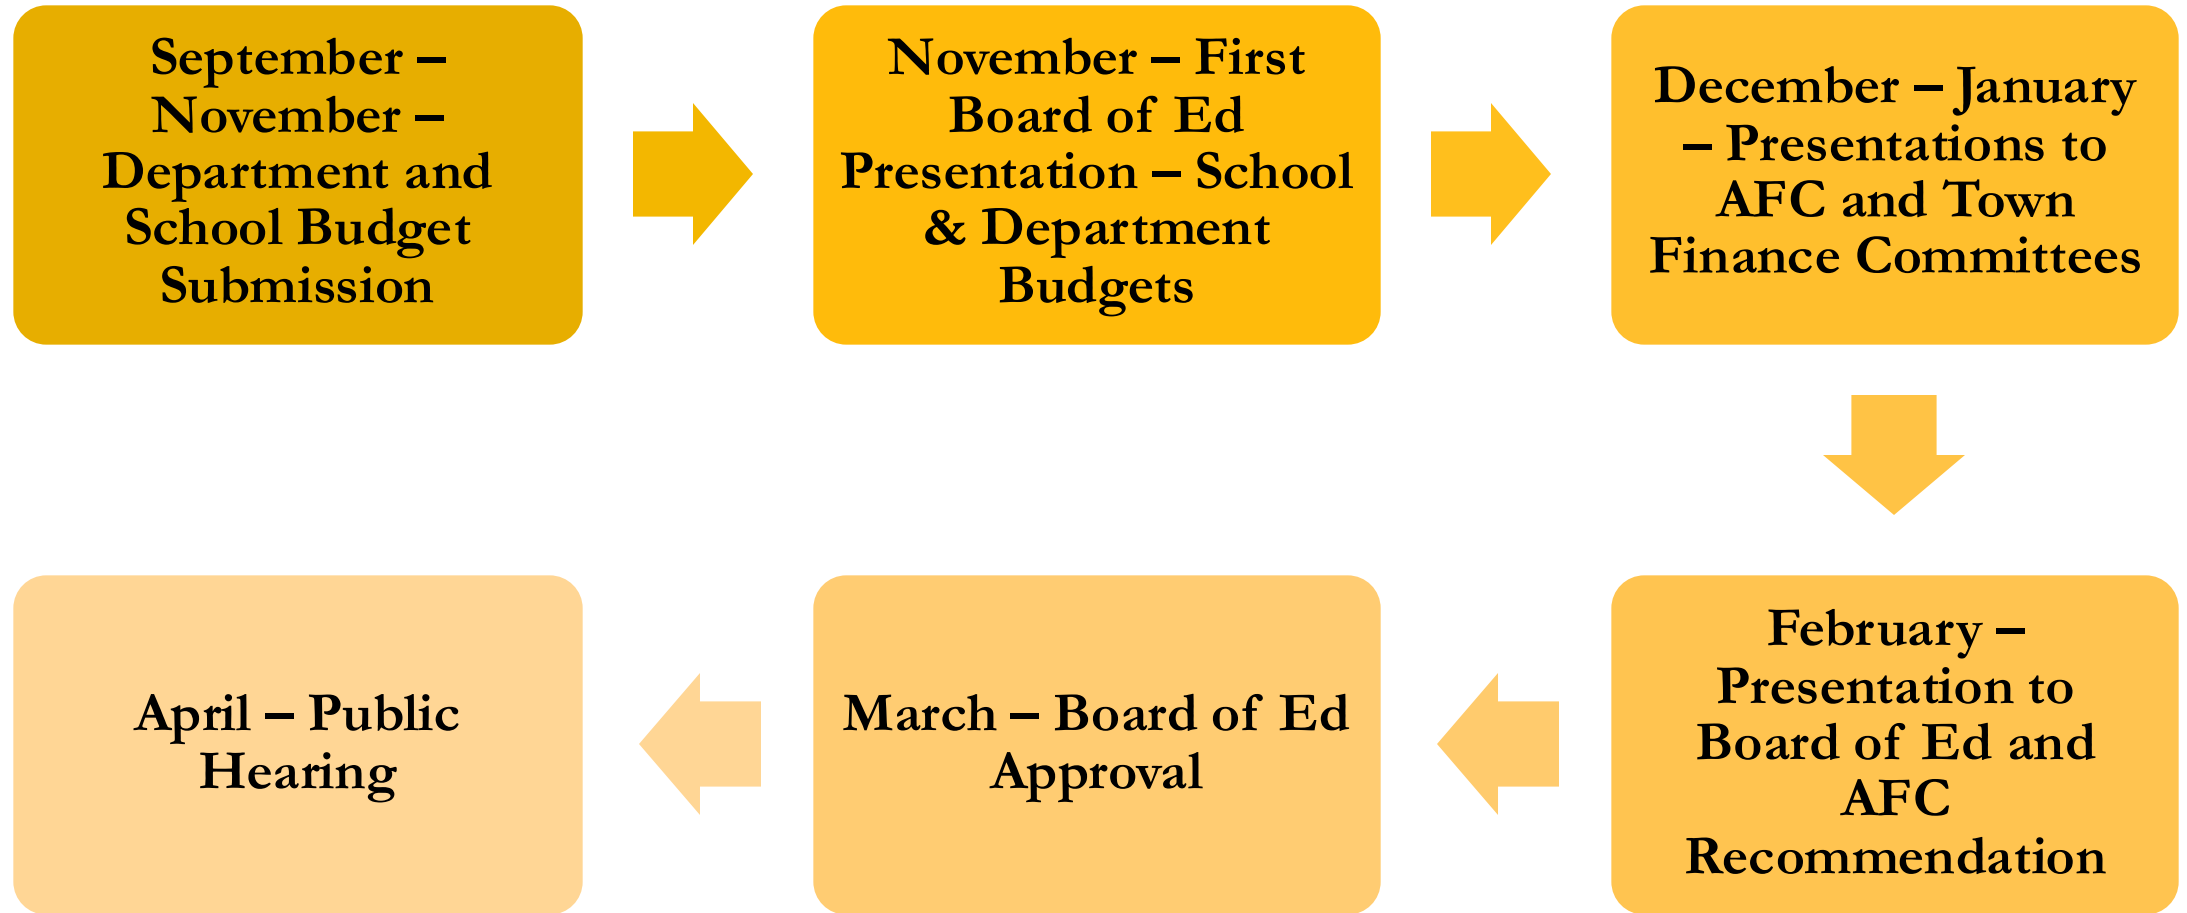 September –
November –
Department and
School Budget
Submission
November – First
Board of Ed
Presentation – School
& Department
Budgets
December – January
– Presentations to
AFC and Town
Finance Committees
February –
Presentation to
Board of Ed and
AFC
Recommendation
March – Board of Ed
Approval
April – Public
Hearing